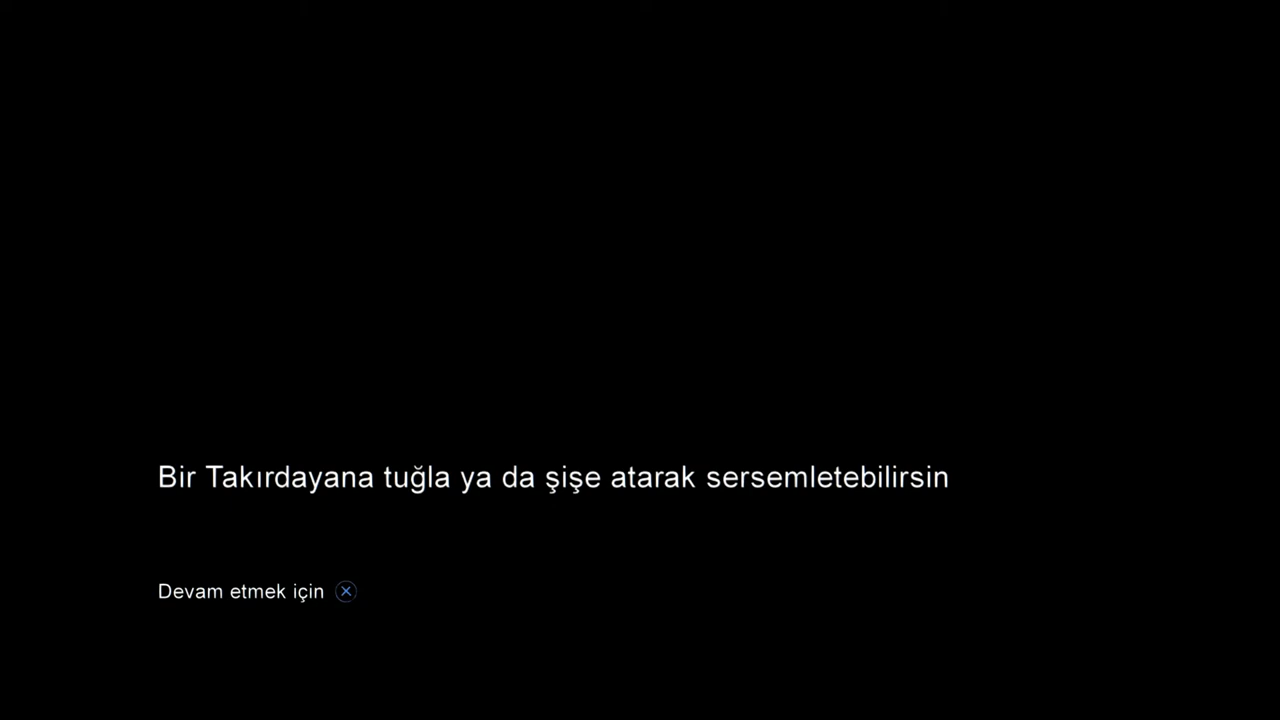 Bir Takırdayana tuğla ya da şişe atarak sersemletebilirsin
Devam etmek için